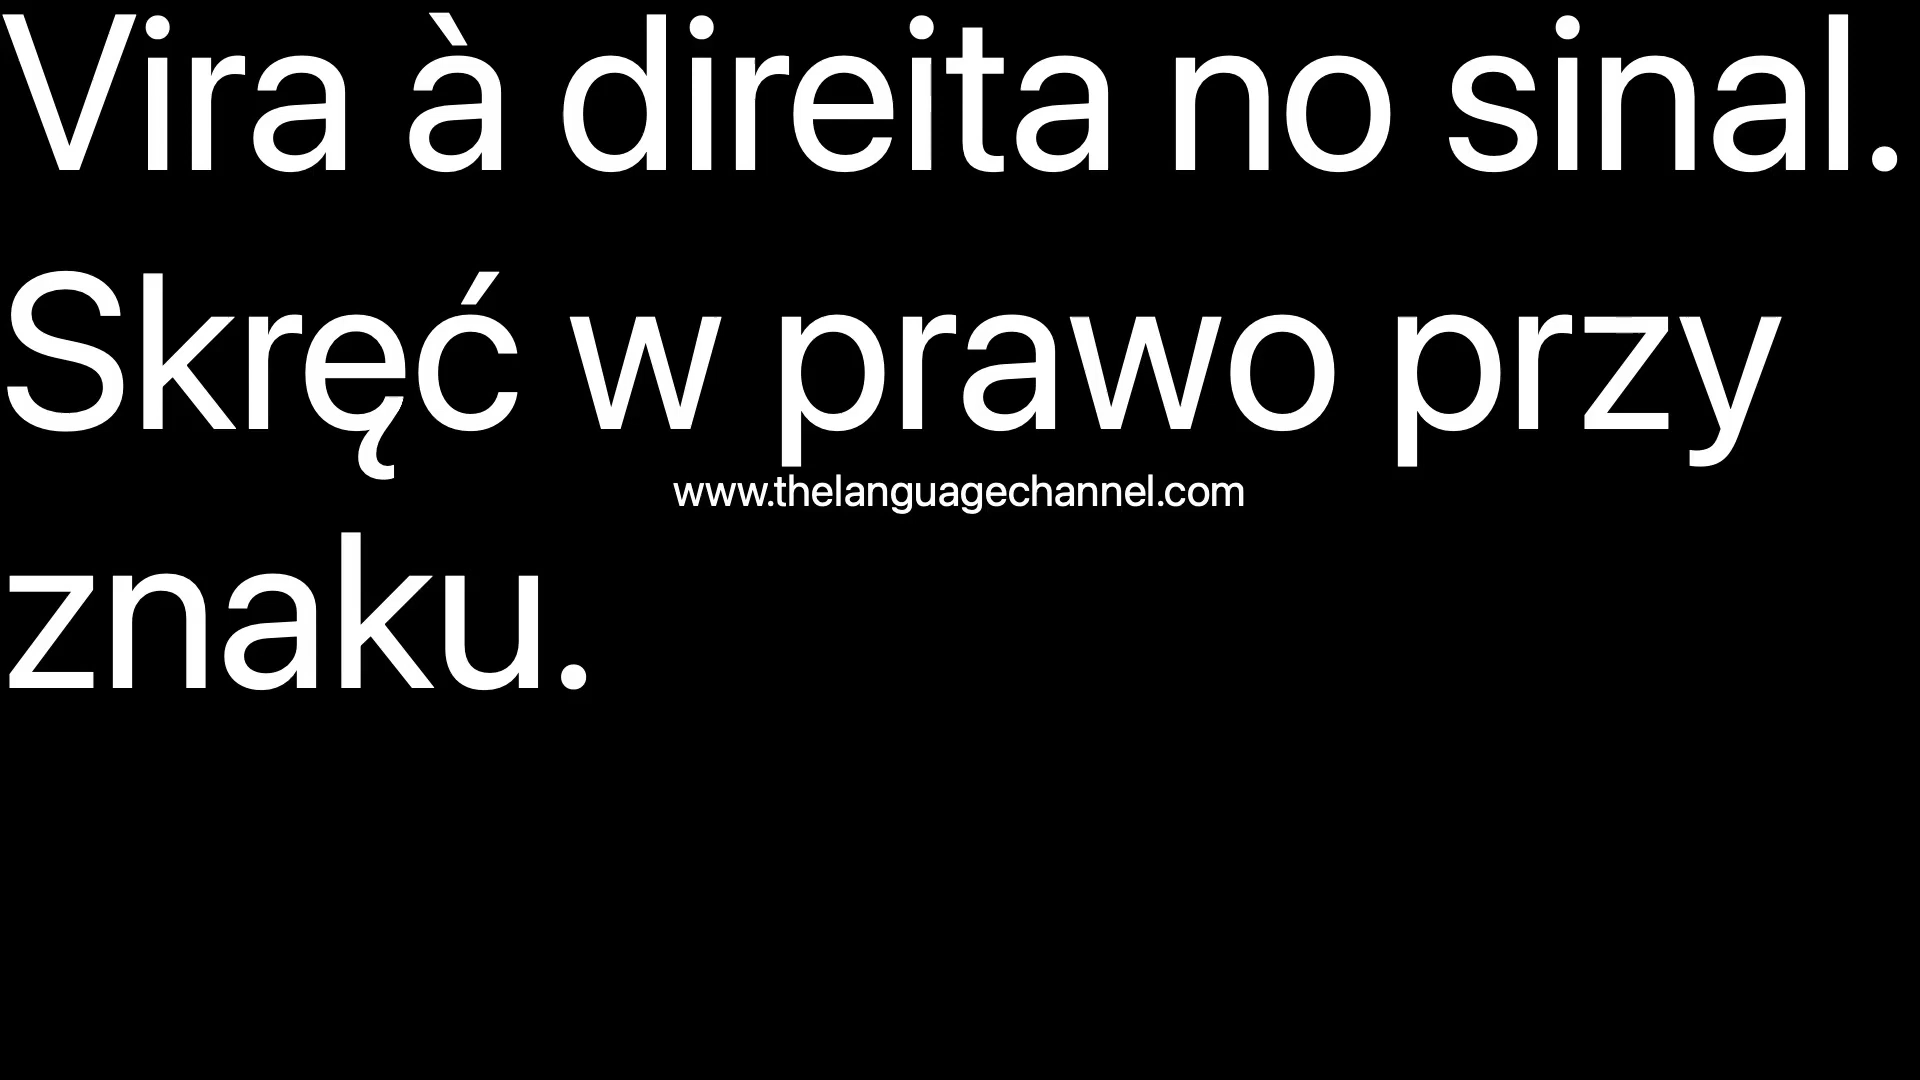 Vira à direita no sinal.
Skręć w prawo przy
www.thelanguagechannel.com
znaku.